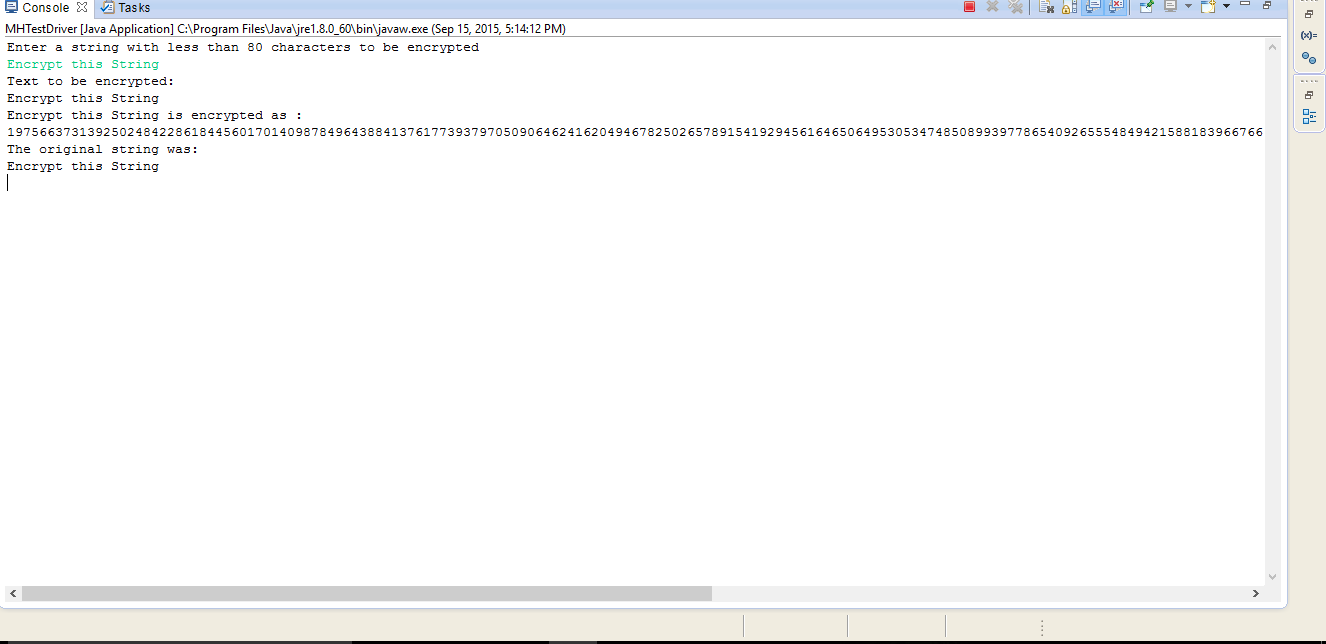 Console Tasks
MHTestDriver [Java Application] C:\Program Files\Java\jre1.8.0_60\bin\javaw.exe (Sep 15, 2015, 5:14:12 PM)
Enter a string with less than 80 characters to be encrypted
Encrypt this String
Text to be encrypted:
Encrypt this String
Encrypt this String is encrypted as :
1975663731392502484228618445601701409878496438841376177393797050906462416204946782502657891541929456164650649530534748508993977865409265554849421588183966766
The original string was:
Encrypt this String
(x)=